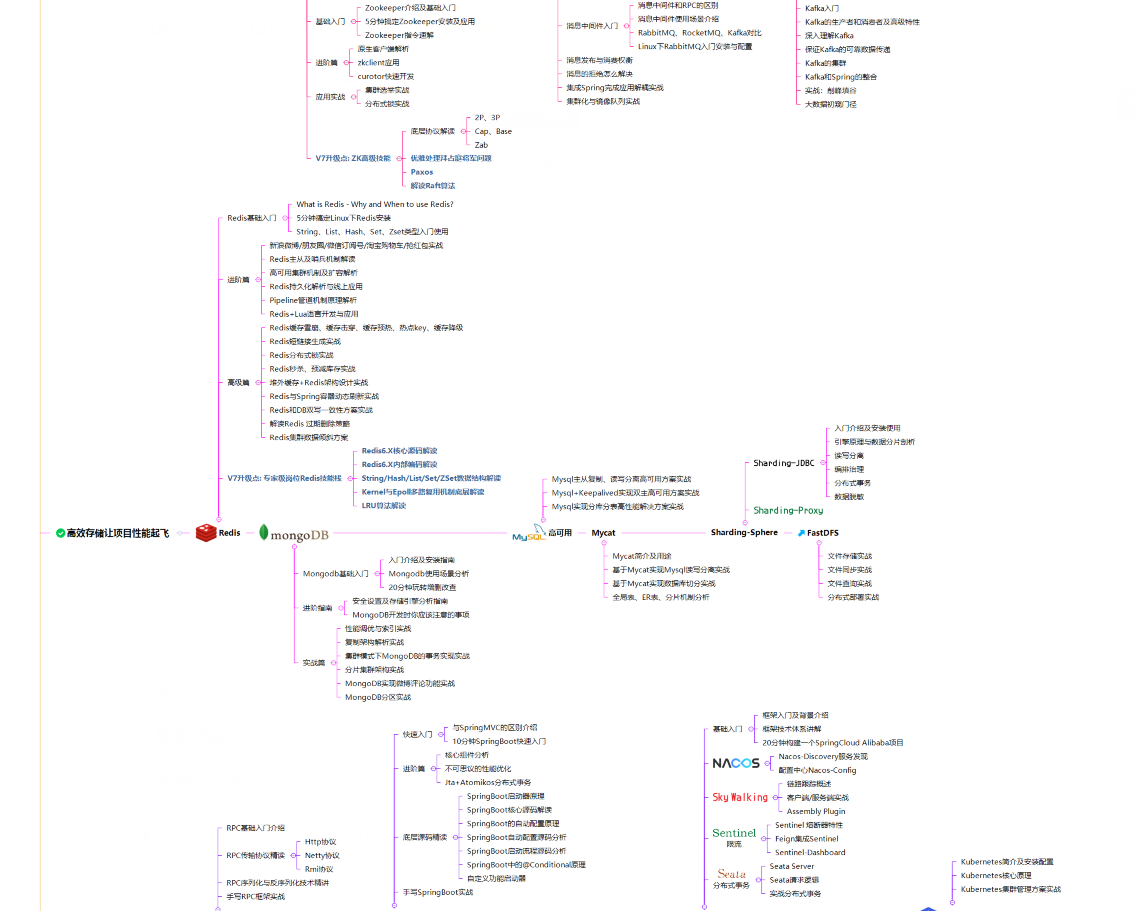 Zookeeper介绍及基础入门
基础入门
5分钟搞定Zookeeper安装及应用
Zookeeper指令速解
原生客户端解析
进阶篇
zkclient应用
curotor快速开发
集群选举实战
应用实战
分布式锁实战
2P、3P
底层协议解读
Cap、Base
Zab
V7升级点: ZK高级技能
优雅处理拜占庭将军问题
Paxos
解读Raft算法
消息中间件和RPC的区别
消息中间件使用场景介绍
消息中间件入门
RabbitMQ、RocketMQ、Kafka对比
Linux下RabbitMQ入门安装与配置
消息发布与消费权衡
消息的拒绝怎么解决
集成Spring完成应用解耦实战
集群化与镜像队列实战
Kafka入门
Kafka的生产者和消费者及高级特性
深入理解Kafka
保证Kafka的可靠数据传递
Kafka的集群
Kafka和Spring的整合
实战：削峰填谷
大数据初窥门径
What is Redis - Why and When to use Redis?
Redis基础入门
5分钟搞定Linux下Redis安装
String、List、Hash、Set、Zset类型入门使用
新浪微博/朋友圈/微信订阅号/淘宝购物车/抢红包实战
Redis主从及哨兵机制解读
高可用集群机制及扩容解析
进阶篇
Redis持久化解析与线上应用
Pipeline管道机制原理解析
Redis+Lua语言开发与应用
Redis缓存雪崩、缓存击穿、缓存预热、热点key、缓存降级
Redis短链接生成实战
Redis分布式锁实战
Redis秒杀、预减库存实战
高级篇
堆外缓存+Redis架构设计实战
Redis与Spring容器动态刷新实战
Redis和DB双写一致性方案实战
解读Redis 过期删除策略
Redis集群数据倾斜方案
Redis6.X核心源码解读
Redis6.X内部编码解读
V7升级点: 专家级岗位Redis技能栈
String/Hash/List/Set/ZSet数据结构解读
Kernel与Epoll多路复用机制底层解读
LRU算法解读
Mysql主从复制、读写分离高可用方案实战
Mysql+Keepalived实现双主高可用方案实战
Mysql实现分库分表高性能解决方案实战
入门介绍及安装使用
引擎原理与数据分片剖析
读写分离
Sharding-JDBC
编排治理
分布式事务
数据脱敏
Sharding-Proxy
高效存储让项目性能起飞
Redis
mongoDB
MySQL
高可用
Mycat
Sharding-Sphere
FastDFS
入门介绍及安装指南
Mongodb基础入门
Mongodb使用场景分析
20分钟玩转增删改查
安全设置及存储引擎分析指南
进阶指南
MongoDB开发时你应该注意的事项
性能调优与索引实战
复制架构解析实战
集群模式下MongoDB的事务实现实战
实战篇
分片集群架构实战
MongoDB实现微博评论功能实战
MongoDB分区实战
Mycat简介及用途
基于Mycat实现Mysql读写分离实战
基于Mycat实现数据库切分实战
全局表、ER表、分片机制分析
文件存储实战
文件同步实战
文件查询实战
分布式部署实战
RPC基础入门介绍
Http协议
RPC传输协议精读
Netty协议
Rmi协议
RPC序列化与反序列化技术精讲
手写RPC框架实战
与SpringMVC的区别介绍
快速入门
10分钟SpringBoot快速入门
核心组件分析
进阶篇
不可思议的性能优化
Jta+Atomikos分布式事务
SpringBoot启动器原理
SpringBoot核心源码解读
SpringBoot的自动配置原理
底层源码精读
SpringBoot自动配置源码分析
SpringBoot启动流程源码分析
SpringBoot中的@Conditional原理
自定义功能启动器
手写SpringBoot实战
框架入门及背景介绍
基础入门
框架技术体系讲解
20分钟构建一个SpringCloud Alibaba项目
NACOS
Nacos-Discovery服务发现
配置中心Nacos-Config
链路跟踪概述
Sky Walking
客户端/服务端实战
Assembly Plugin
Sentinel 熔断器特性
Sentinel
限流
Feign集成Sentinel
Sentinel-Dashboard
Seata Server
Seata
分布式事务
Seata请求逻辑
实战分布式事务
Kubernetes简介及安装配置
Kubernetes核心原理
Kubernetes集群管理方案实战